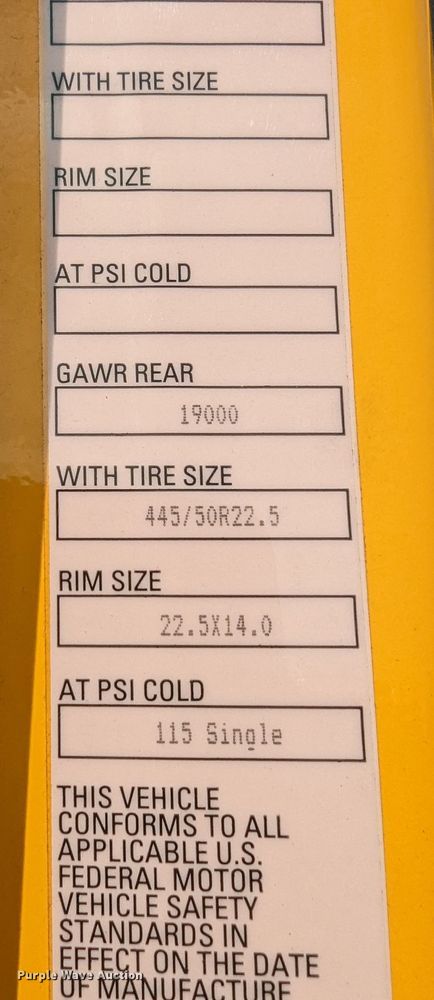 WITH TIRE SIZE
RIM SIZE
AT PSI COLD
GAWR REAR
19000
WITH TIRE SIZE
445/50R22.5
RIM SIZE
22.5X14.0
AT PSI COLD
115 Single
THIS VEHICLE
CONFORMS TO ALL
APPLICABLE U.S.
FEDERAL MOTOR
VEHICLE SAFETY
STANDARDS IN
EFFECT ON THE DATE
OF MANUFACTURE
Purple Wave Auction